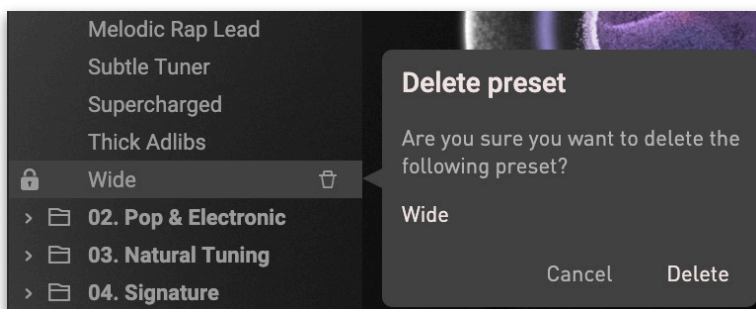 Melodic Rap Lead
Subtle Tuner
Supercharged
Thick Adlibs
Wide
02. Pop & Electronic
03. Natural Tuning
04. Signature
Delete preset
Are you sure you want to delete the
following preset?
Wide
Cancel Delete